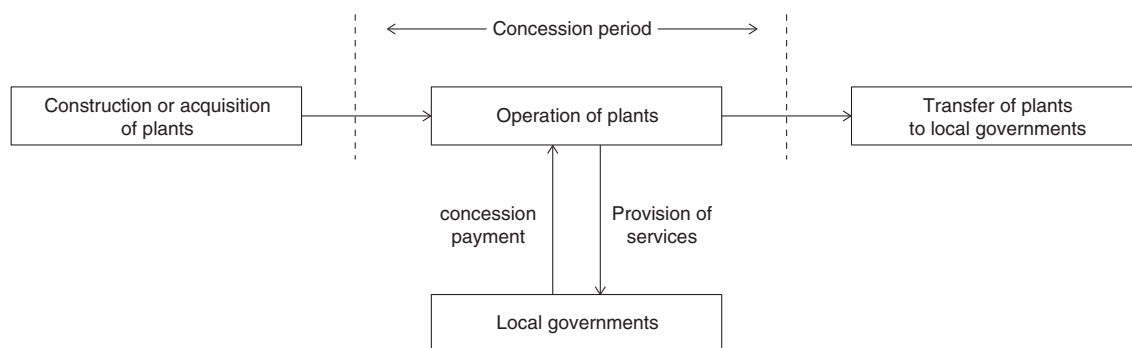 Concession period
Construction or acquisition
of plants
Operation of plants
Transfer of plants
to local governments
concession
payment
Provision of
services
Local governments